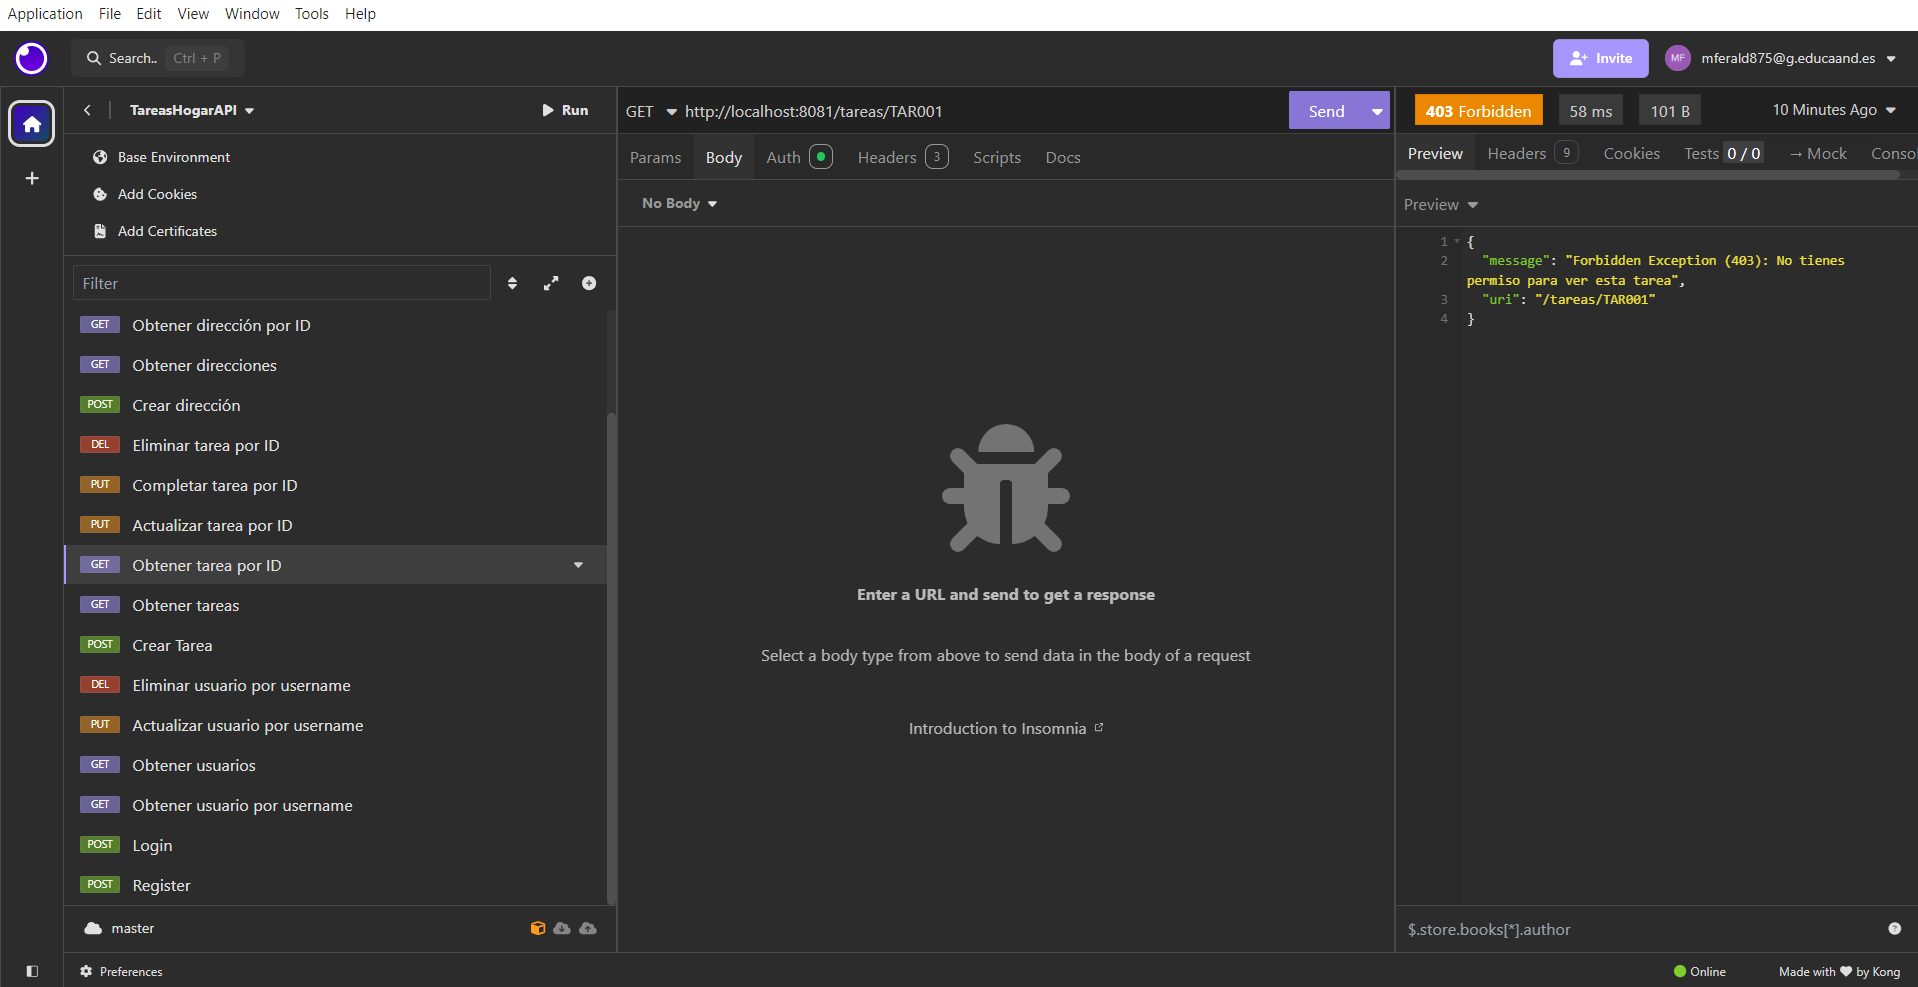 Application File Edit View Window Tools Help
Search.. Ctrl + P
Invite
MF mferald875@g.educaand.es
TareasHogarAPI
Run
Base Environment
Add Cookies
Add Certificates
Filter
GET Obtener dirección por ID
GET Obtener direcciones
POST Crear dirección
DEL Eliminar tarea por ID
PUT Completar tarea por ID
PUT Actualizar tarea por ID
GET Obtener tarea por ID
GET Obtener tareas
POST Crear Tarea
DEL Eliminar usuario por username
PUT Actualizar usuario por username
GET Obtener usuarios
GET Obtener usuario por username
POST Login
POST Register
master
Preferences
GET http://localhost:8081/tareas/TAR001 Send
Params Body Auth Headers 3 Scripts Docs
No Body
Enter a URL and send to get a response
Select a body type from above to send data in the body of a request
Introduction to Insomnia
403 Forbidden 58 ms 101 B 10 Minutes Ago
Preview Headers 9 Cookies Tests 0 / 0 → Mock Conso
Preview
1 {
2 "message": "Forbidden Exception (403): No tienes
permiso para ver esta tarea",
3 "uri": "/tareas/TAR001"
4 }
$.store.books[*].author
?
Online
Made with ❤ by Kong